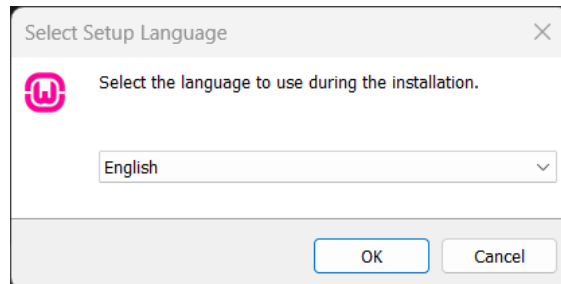 Select Setup Language
Select the language to use during the installation.
English
OK
Cancel